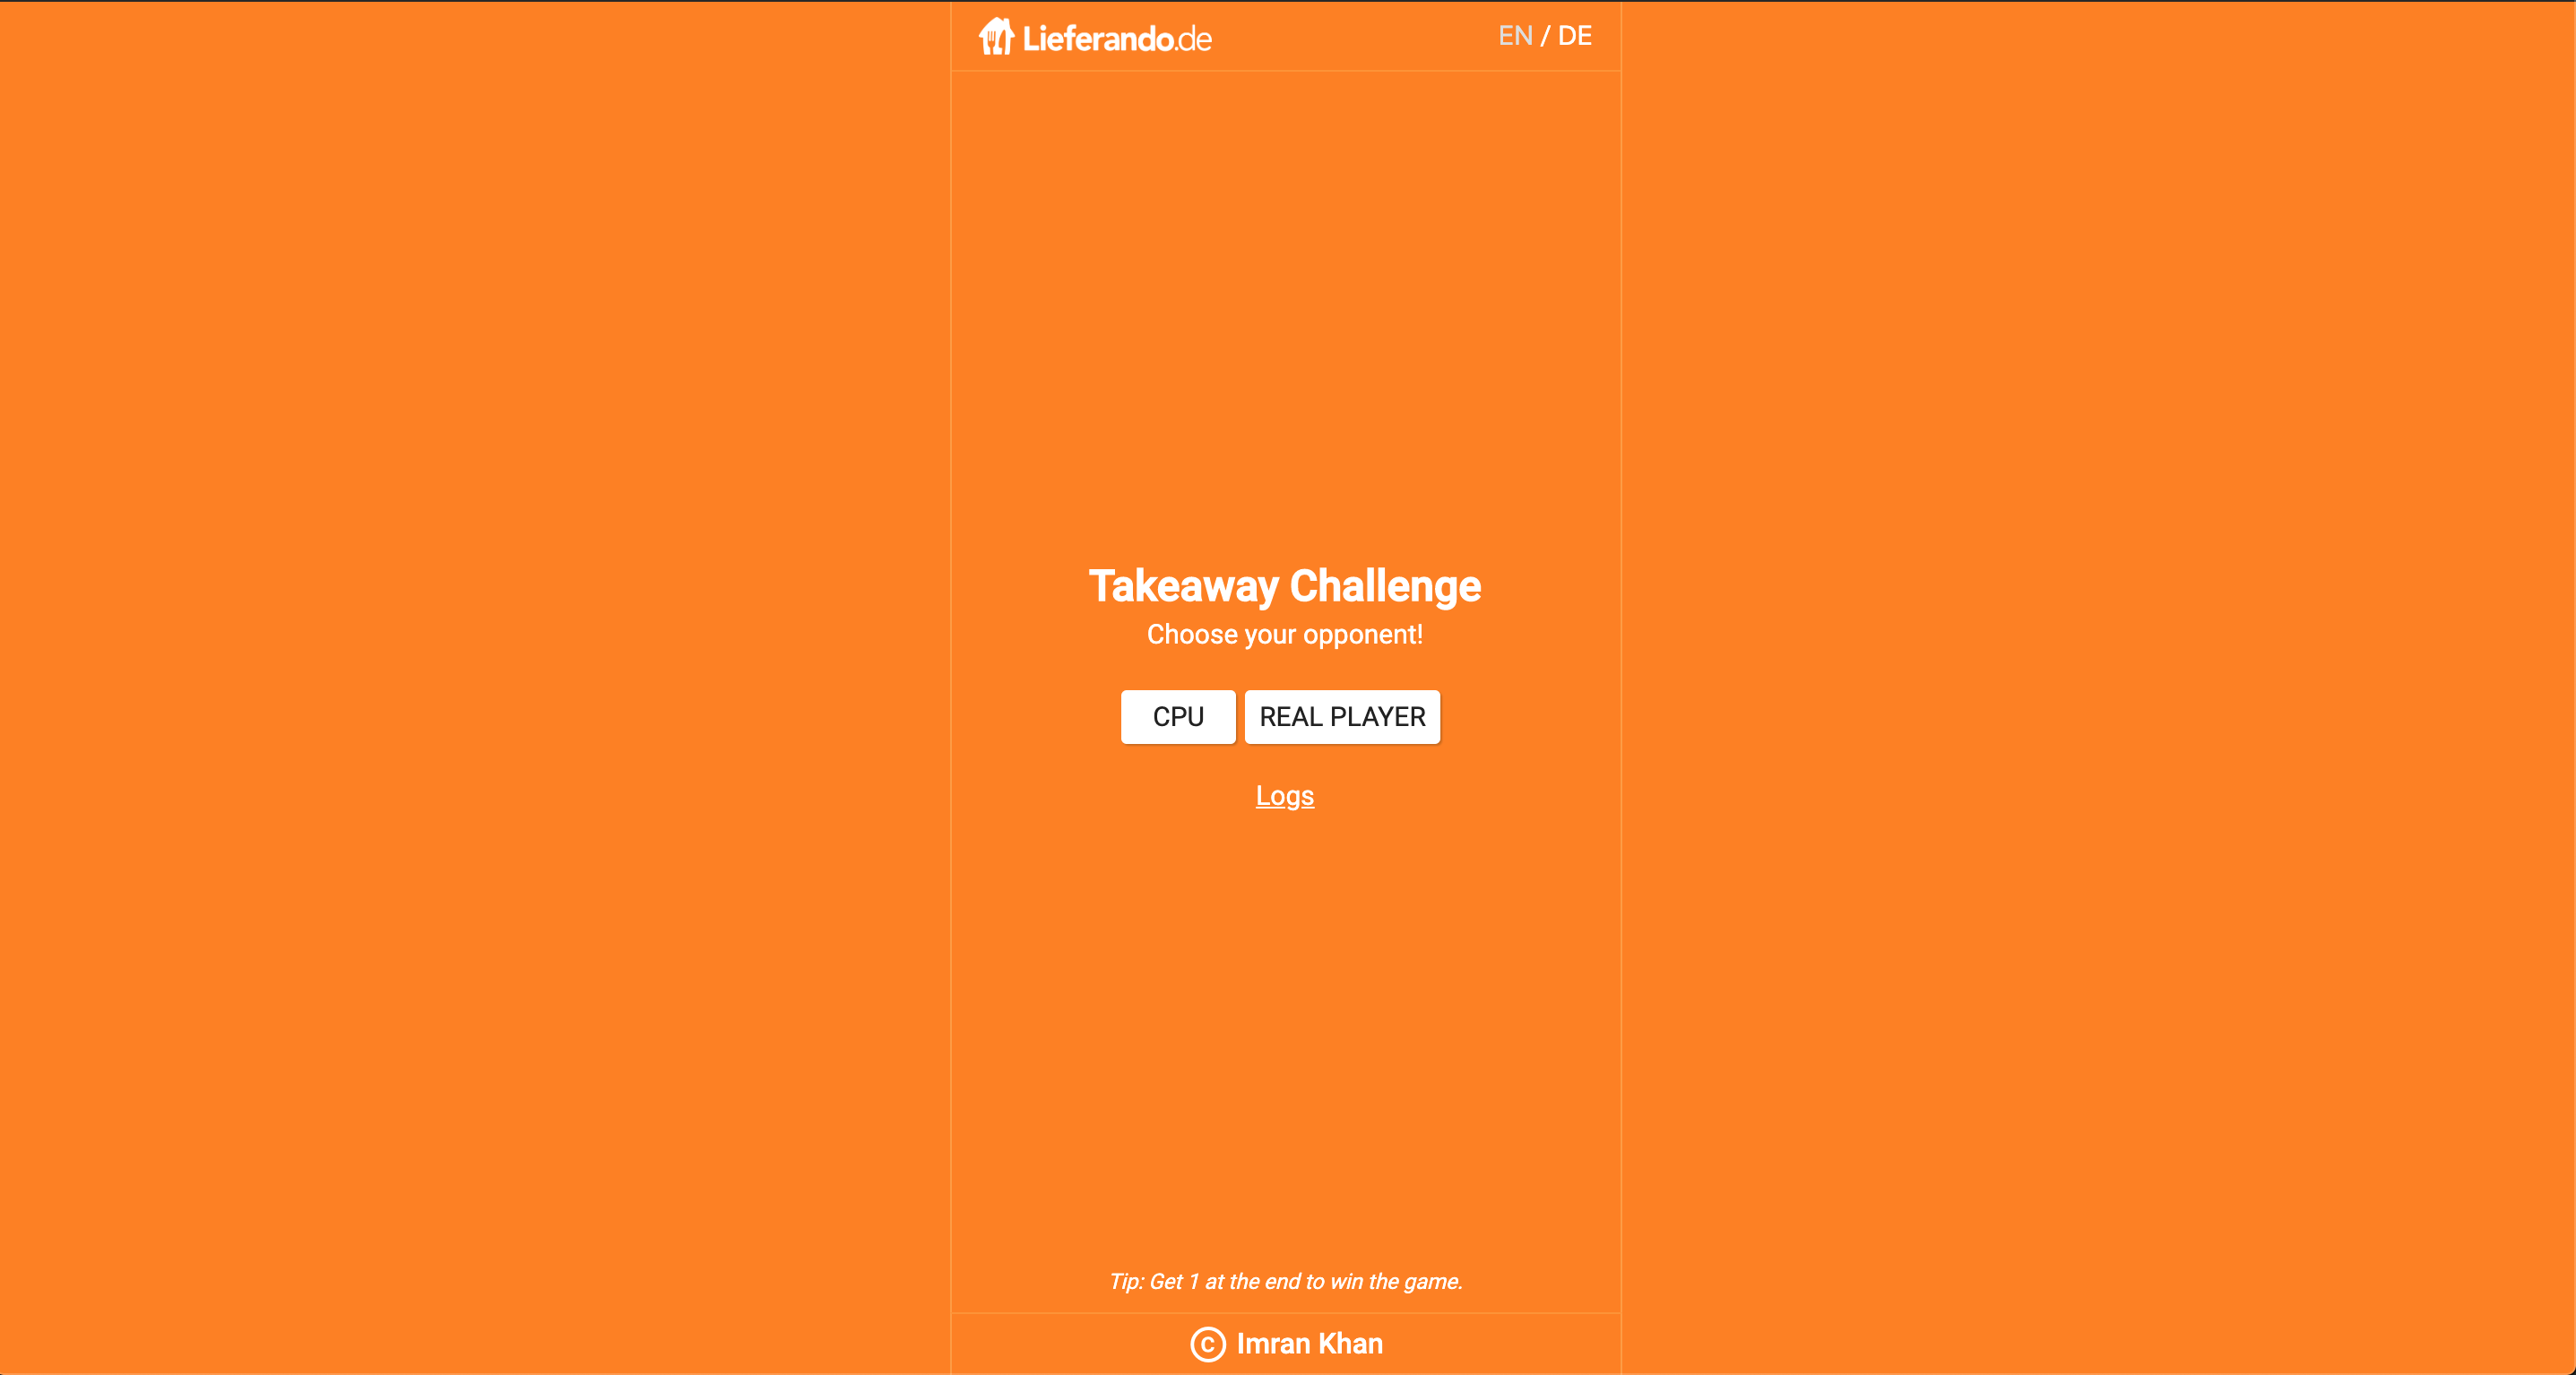 Lieferando.de
EN / DE
Takeaway Challenge
Choose your opponent!
CPU
REAL PLAYER
Logs
Tip: Get 1 at the end to win the game.
© Imran Khan